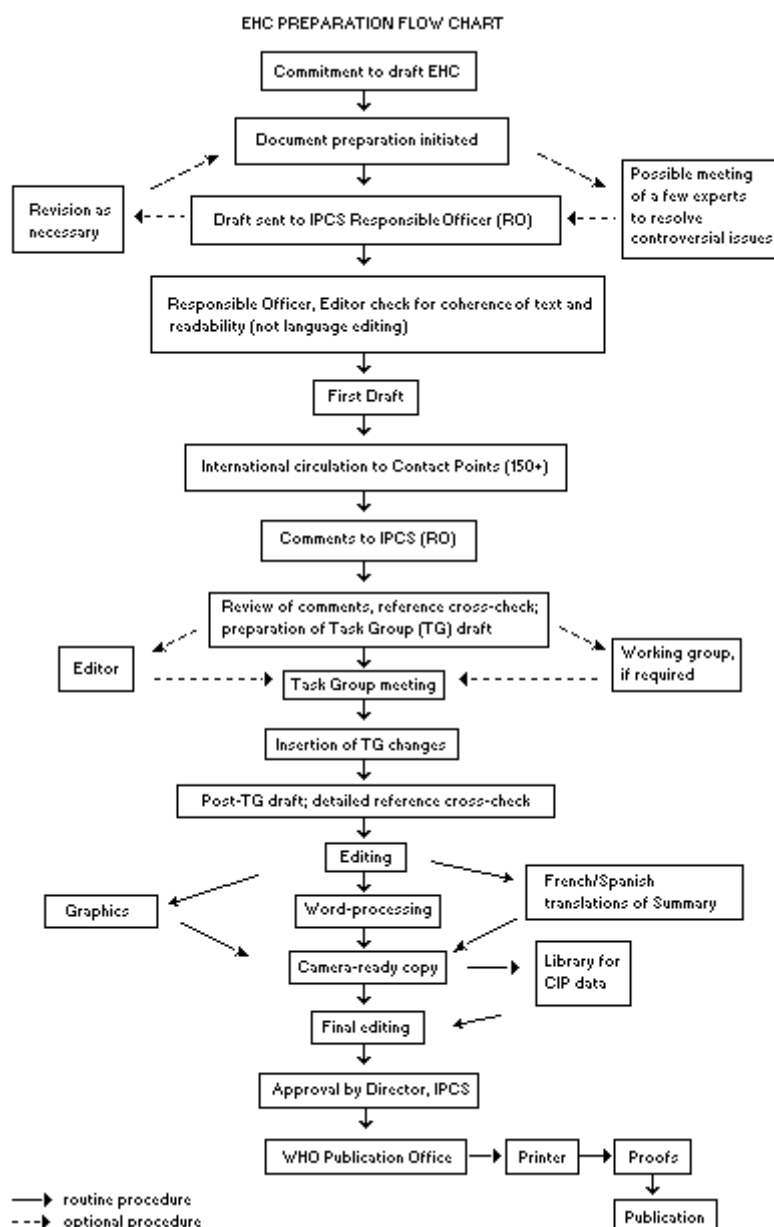 EHC PREPARATION FLOW CHART
Commitment to draft EHC
Document preparation initiated
Revision as
necessary
Draft sent to IPCS Responsible Officer (RO)
Possible meeting
of a few experts
to resolve
controversial issues
Responsible Officer, Editor check for coherence of text and
readability (not language editing)
First Draft
International circulation to Contact Points (150+)
Comments to IPCS (RO)
Review of comments, reference cross-check;
preparation of Task Group (TG) draft
Editor
Working group,
if required
Task Group meeting
Insertion of TG changes
Post-TG draft; detailed reference cross-check
Editing
Graphics
Word-processing
French/Spanish
translations of Summary
Camera-ready copy
Library for
CIP data
Final editing
Approval by Director, IPCS
WHO Publication Office
Printer
Proofs
Publication
routine procedure
optional procedure